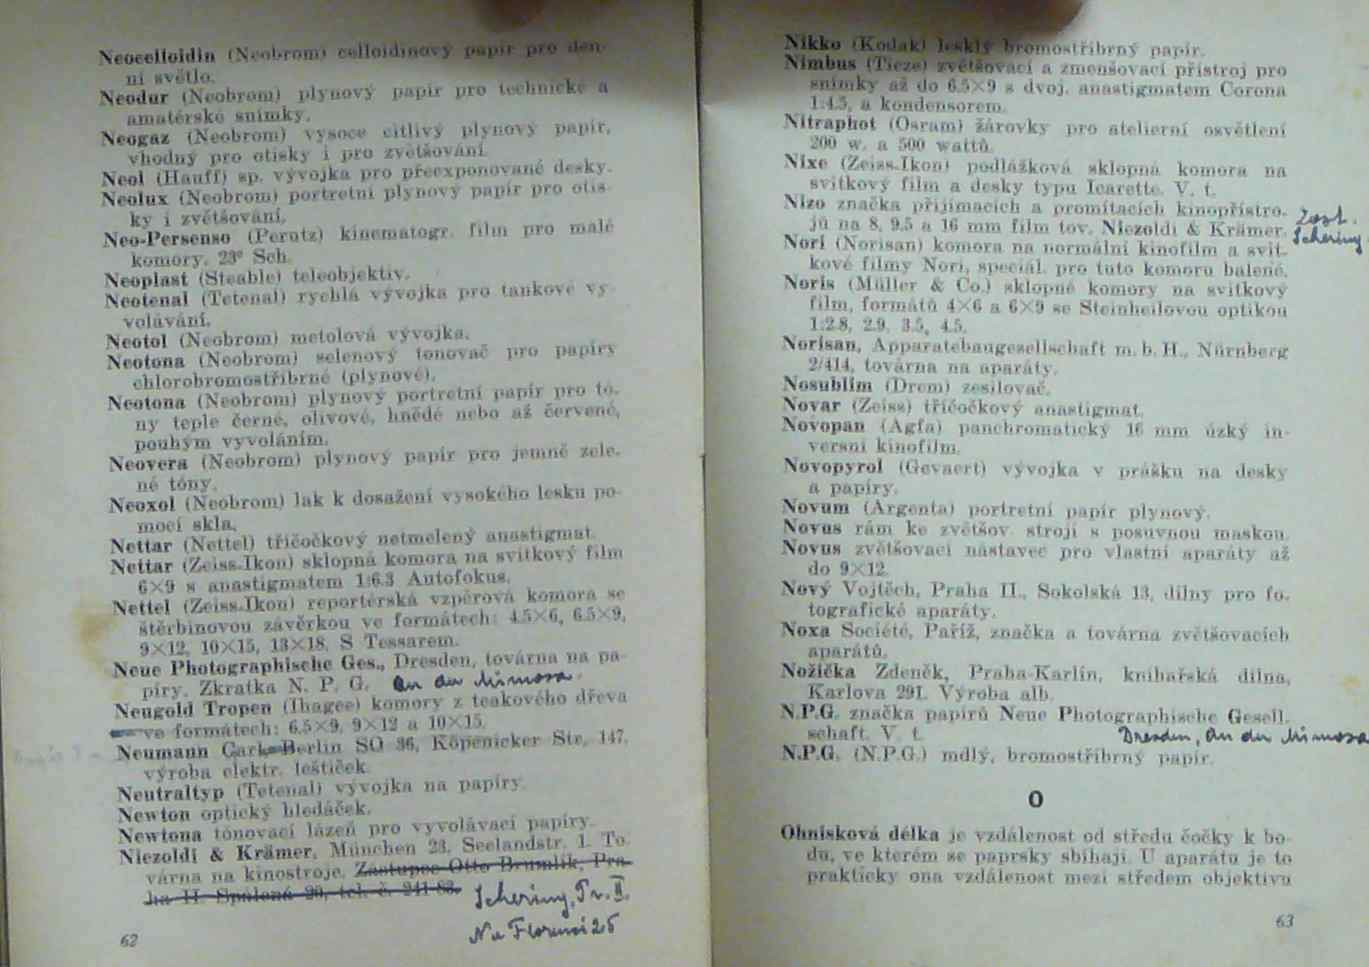 Neocelloidin (Neobrom) celloidinový papír pro den-
ní světlo.
Neodur (Neobrom) plynový papír pro technické a
amatérské snímky.
Neogaz (Neobrom) vysoce citlivý plynový papír,
vhodný pro otisky i pro zvětšování.
Neol (Hauff) sp. vývojka pro přeexponované desky.
Neolux (Neobrom) portretní plynový papír pro otis-
ky i zvětšování.
Neo-Persenso (Perutz) kinematogr. film pro malé
komory. 23° Sch.
Neoplast (Steable) teleobjektiv.
Neotenal (Tetenal) rychlá vývojka pro tankové vy-
volávání.
Neotol (Neobrom) metolová vývojka.
Neotona (Neobrom) selenový tonovač pro papíry
chlorobromostříbrné (plynové).
Neotona (Neobrom) plynový portretní papír pro tó-
ny teple černé, olivové, hnědé nebo až červené,
pouhým vyvoláním.
Neovera (Neobrom) plynový papír pro jemně zele-
né tóny.
Neoxol (Neobrom) lak k dosažení vysokého lesku po-
mocí skla.
Nettar (Nettel) tříčočkový netmelený anastigmat.
Nettar (Zeiss-Ikon) sklopná komora na svitkový film
6×9 s anastigmatem 1:6.3 Autofokus.
Nettel (Zeiss-Ikon) reportérská vzpěrová komora se
štěrbinovou závěrkou ve formátech: 4.5×6, 6.5×9,
9×12, 10×15, 13×18. S Tessarem.
Neue Photographische Ges., Dresden, továrna na pa-
píry. Zkratka N. P. G. an der Mimosa.
Neugold Tropen (Ihagee) komory z teakového dřeva
ve formátech: 6.5×9, 9×12 a 10×15.
Neumann Berlin SO 36, Köpenicker Str. 147,
výroba elektr. leštiček.
Neutraltyp (Tetenal) vývojka na papíry.
Newton optický hledáček.
Newtona tónovací lázeň pro vyvolávací papíry.
Niezoldi & Krämer, München 23, Seelandstr. 1. To-
várna na kinostroje. Zástupce Otto Brumlík, Pra-
ha II. Spálená tel. č. Schering, Pr. II.
Na Florenci 25
62
Nikko (Kodak) lesklý bromostříbrný papír.
Nimbus (Tieze) zvětšovací a zmenšovací přístroj pro
snímky až do 6.5×9 s dvoj. anastigmatem Corona
1:4.5, a kondensorem.
Nitraphot (Osram) žárovky pro atelierní osvětlení
200 w. a 500 wattů.
Nixe (Zeiss-Ikon) podlážková sklopná komora na
svitkový film a desky typu Icarette. V. t.
Nizo značka přijímacích a promítacích kinopřístro-
jů na 8, 9.5 a 16 mm film tov. Niezoldi & Krämer. Zast. Schering
Nori (Norisan) komora na normální kinofilm a svit-
kové filmy Nori, speciál. pro tuto komoru balené.
Noris (Müller & Co.) sklopné komory na svitkový
film, formátů 4×6 a 6×9 se Steinheilovou optikou
1:2.8, 2.9, 3.5, 4.5.
Norisan, Apparatebaugesellschaft m. b. H., Nürnberg
2/414, továrna na aparáty.
Nosublim (Drem) zesilovač.
Novar (Zeiss) tříčočkový anastigmat.
Novopan (Agfa) panchromatický 16 mm úzký in-
versní kinofilm.
Novopyrol (Gevaert) vývojka v prášku na desky
a papíry.
Novum (Argenta) portretní papír plynový.
Novus rám ke zvětšov. stroji s posuvnou maskou.
Novus zvětšovací nástavec pro vlastní aparáty až
do 9×12.
Nový Vojtěch, Praha II., Sokolská 13, dílny pro fo-
tografické aparáty.
Noxa Société, Paříž, značka a továrna zvětšovacích
aparátů.
Nožička Zdeněk, Praha-Karlín, knihařská dílna,
Karlova 291. Výroba alb.
N.P.G. značka papírů Neue Photographische Gesell-
schaft. V. t. Dresden, an der Mimosa
N.P.G. (N.P.G.) mdlý, bromostříbrný papír.
O
Ohnisková délka je vzdálenost od středu čočky k bo-
du, ve kterém se paprsky sbíhají. U aparátu je to
prakticky ona vzdálenost mezi středem objektivu
63